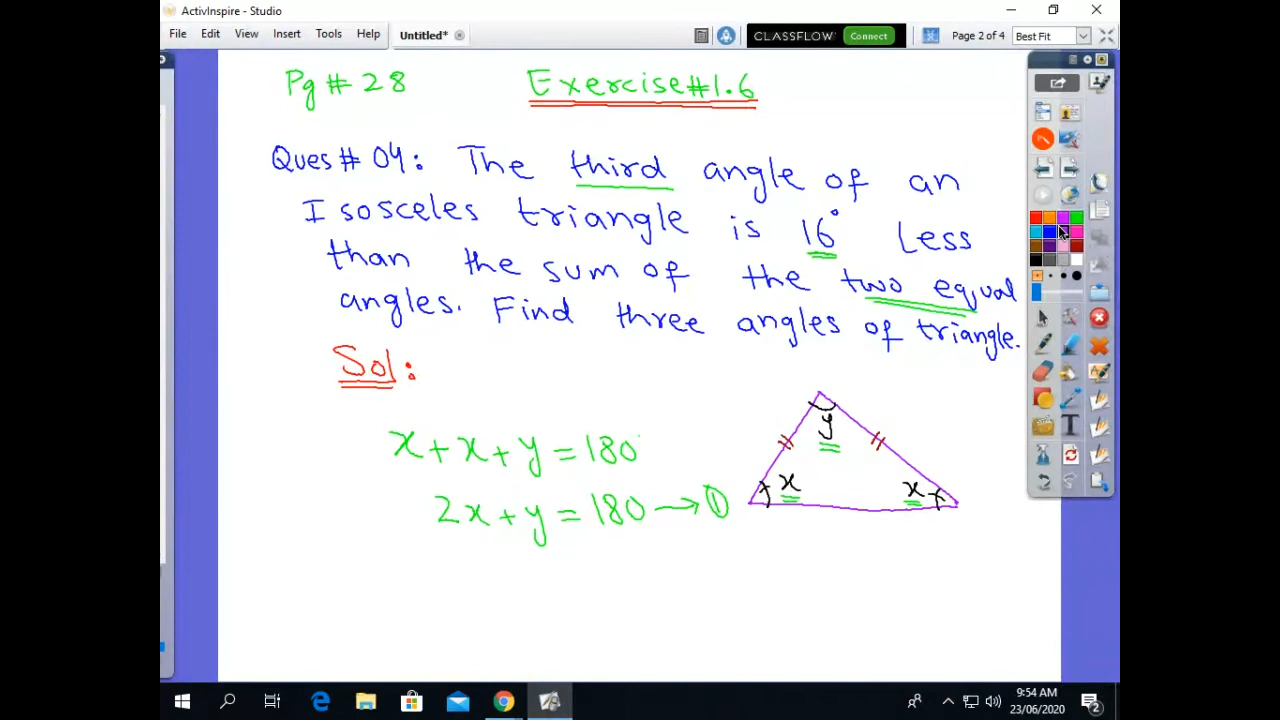 ActivInspire - Studio
File Edit View Insert Tools Help Untitled* CLASSFLOW Connect Page 2 of 4 Best Fit
Pg # 28 Exercise#1.6
Ques# 04: The third angle of an
Isosceles triangle is 16° Less
than the sum of the two equal
angles. Find three angles of triangle.
Sol:
x + x + y = 180
2x + y = 180 → ①
y
x x
9:54 AM
23/06/2020
2